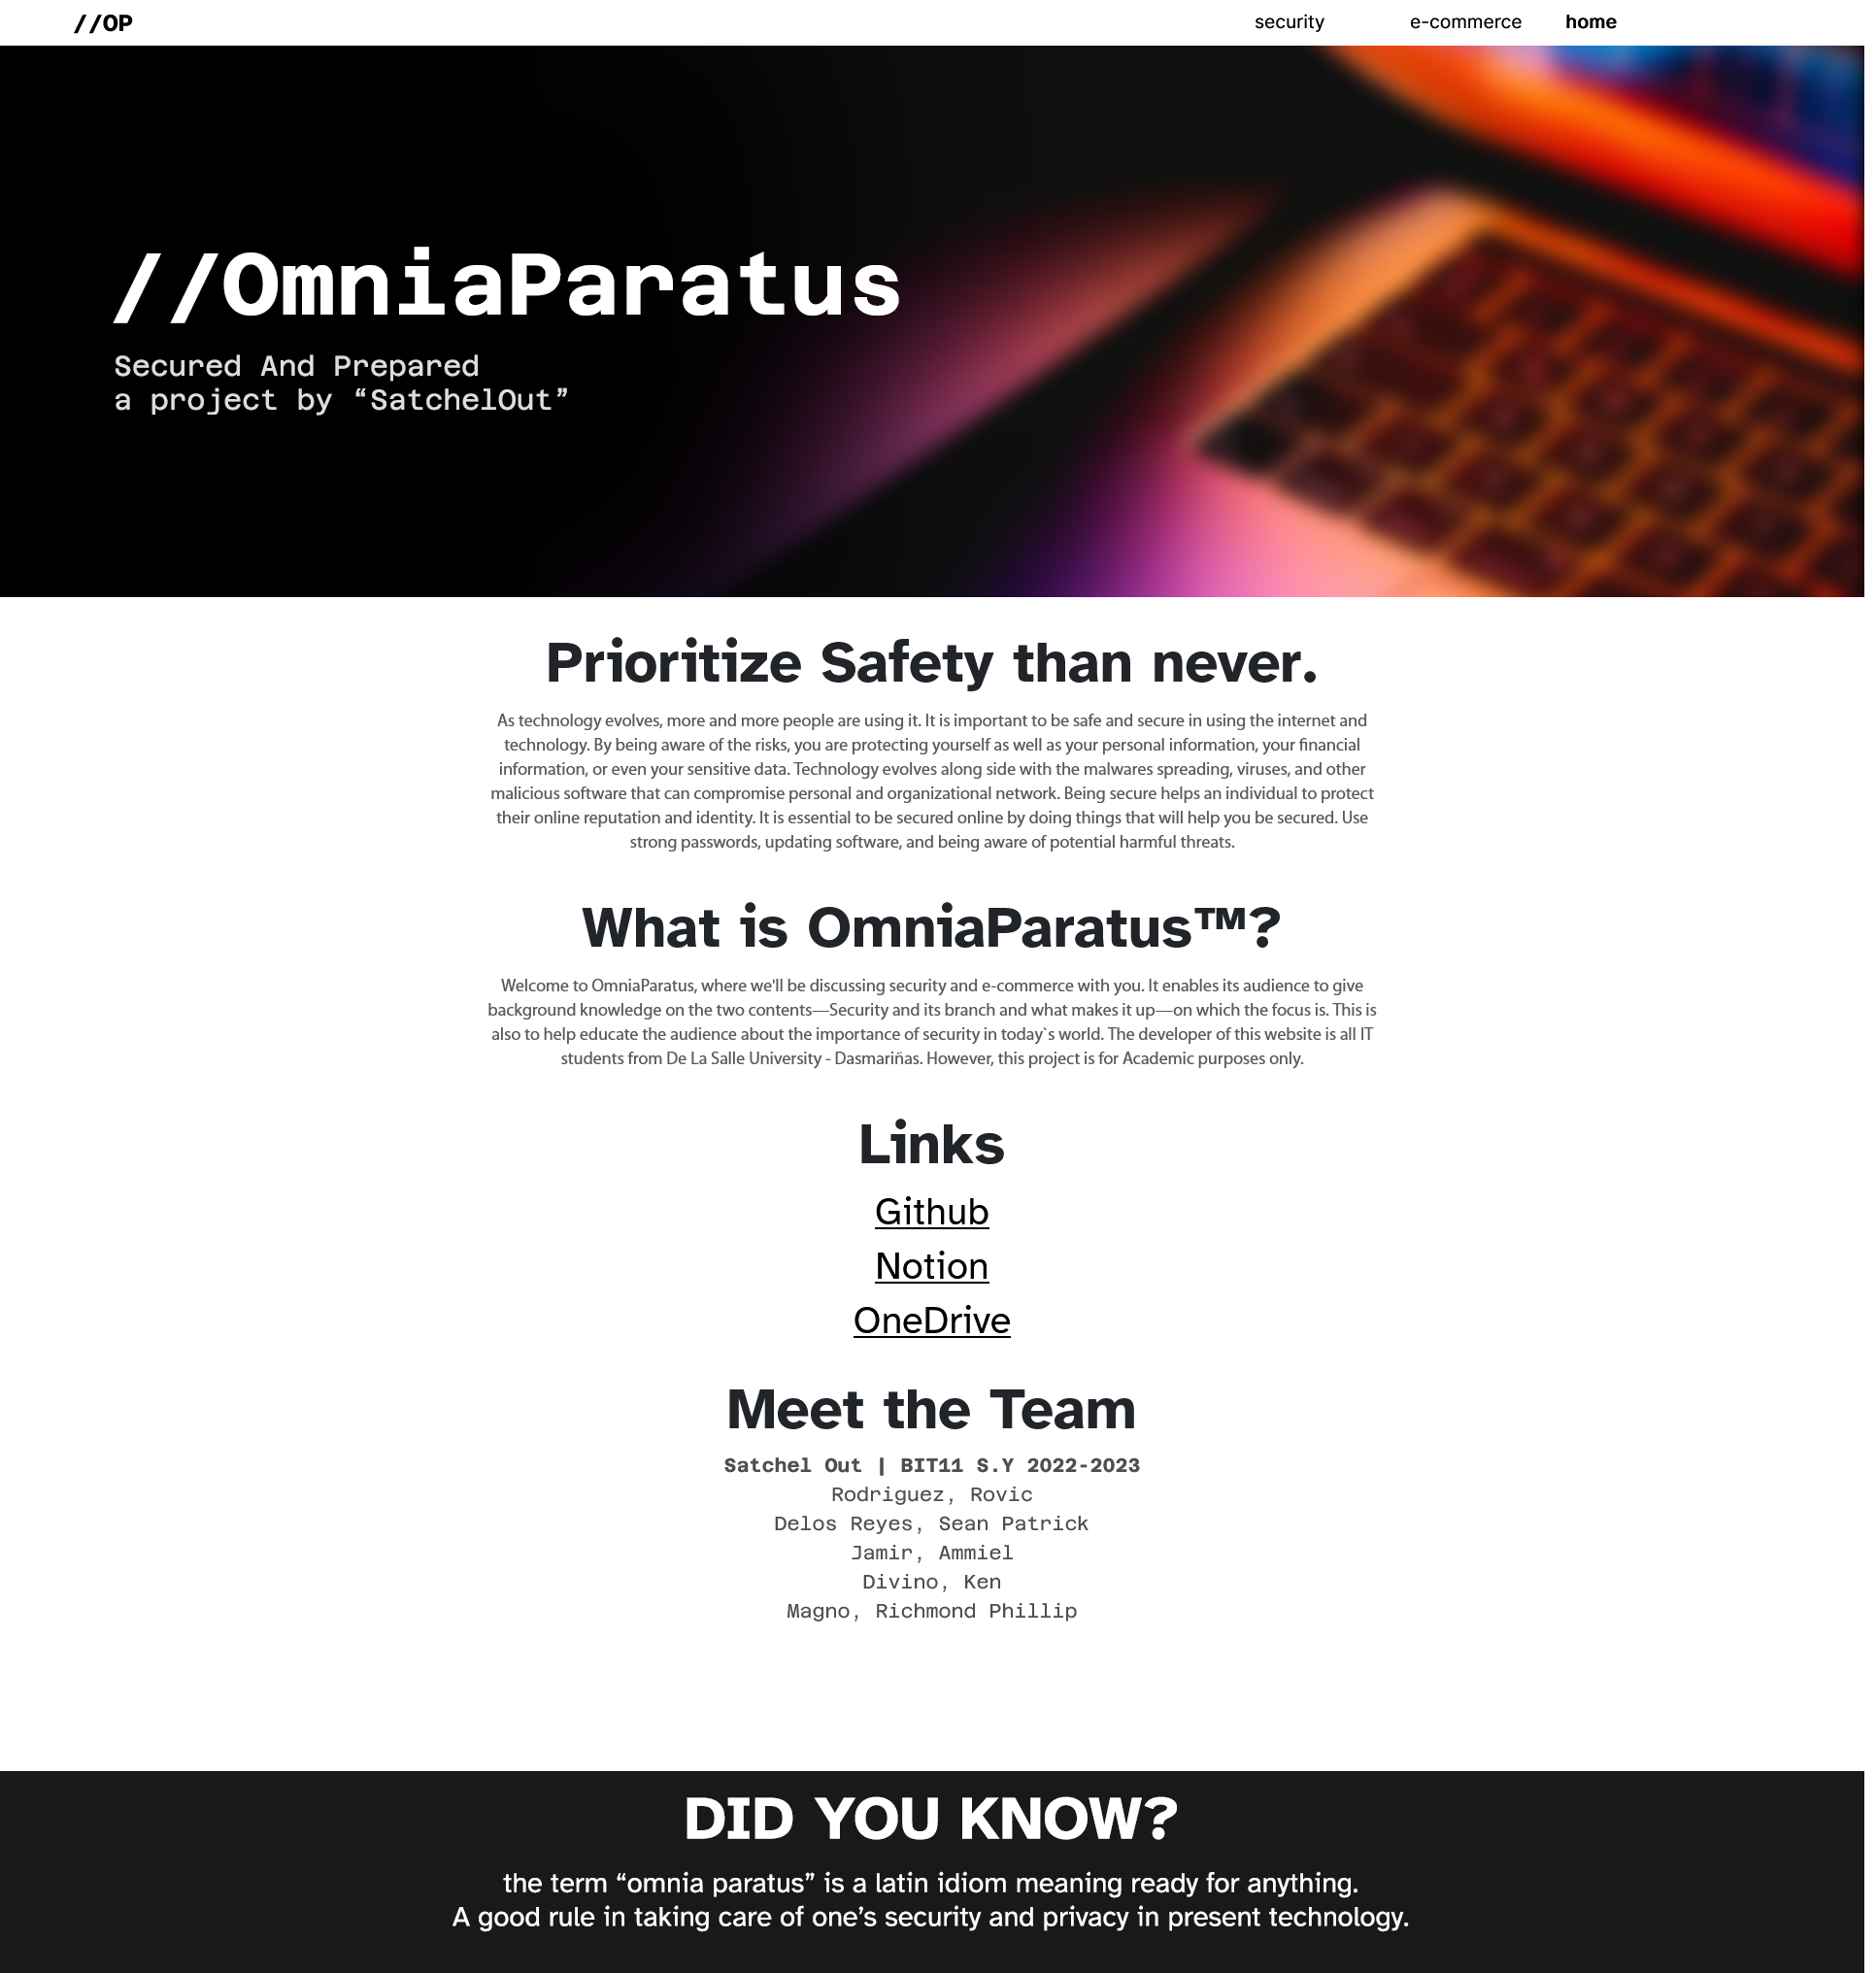 //OP
security e-commerce home
//OmniaParatus
Secured And Prepared
a project by “SatchelOut”
Prioritize Safety than never.
As technology evolves, more and more people are using it. It is important to be safe and secure in using the internet and
technology. By being aware of the risks, you are protecting yourself as well as your personal information, your financial
information, or even your sensitive data. Technology evolves along side with the malwares spreading, viruses, and other
malicious software that can compromise personal and organizational network. Being secure helps an individual to protect
their online reputation and identity. It is essential to be secured online by doing things that will help you be secured. Use
strong passwords, updating software, and being aware of potential harmful threats.
What is OmniaParatus™?
Welcome to OmniaParatus, where we'll be discussing security and e-commerce with you. It enables its audience to give
background knowledge on the two contents—Security and its branch and what makes it up—on which the focus is. This is
also to help educate the audience about the importance of security in today`s world. The developer of this website is all IT
students from De La Salle University - Dasmariñas. However, this project is for Academic purposes only.
Links
Github
Notion
OneDrive
Meet the Team
Satchel Out | BIT11 S.Y 2022-2023
Rodriguez, Rovic
Delos Reyes, Sean Patrick
Jamir, Ammiel
Divino, Ken
Magno, Richmond Phillip
DID YOU KNOW?
the term “omnia paratus” is a latin idiom meaning ready for anything.
A good rule in taking care of one’s security and privacy in present technology.